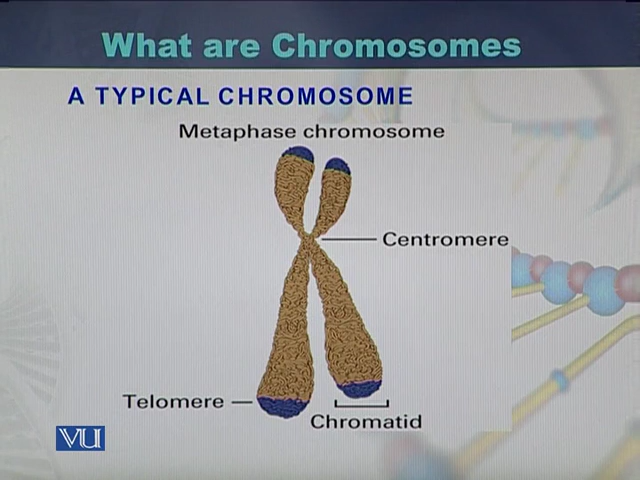 What are Chromosomes
A TYPICAL CHROMOSOME
Metaphase chromosome
Centromere
Telomere
Chromatid
VU